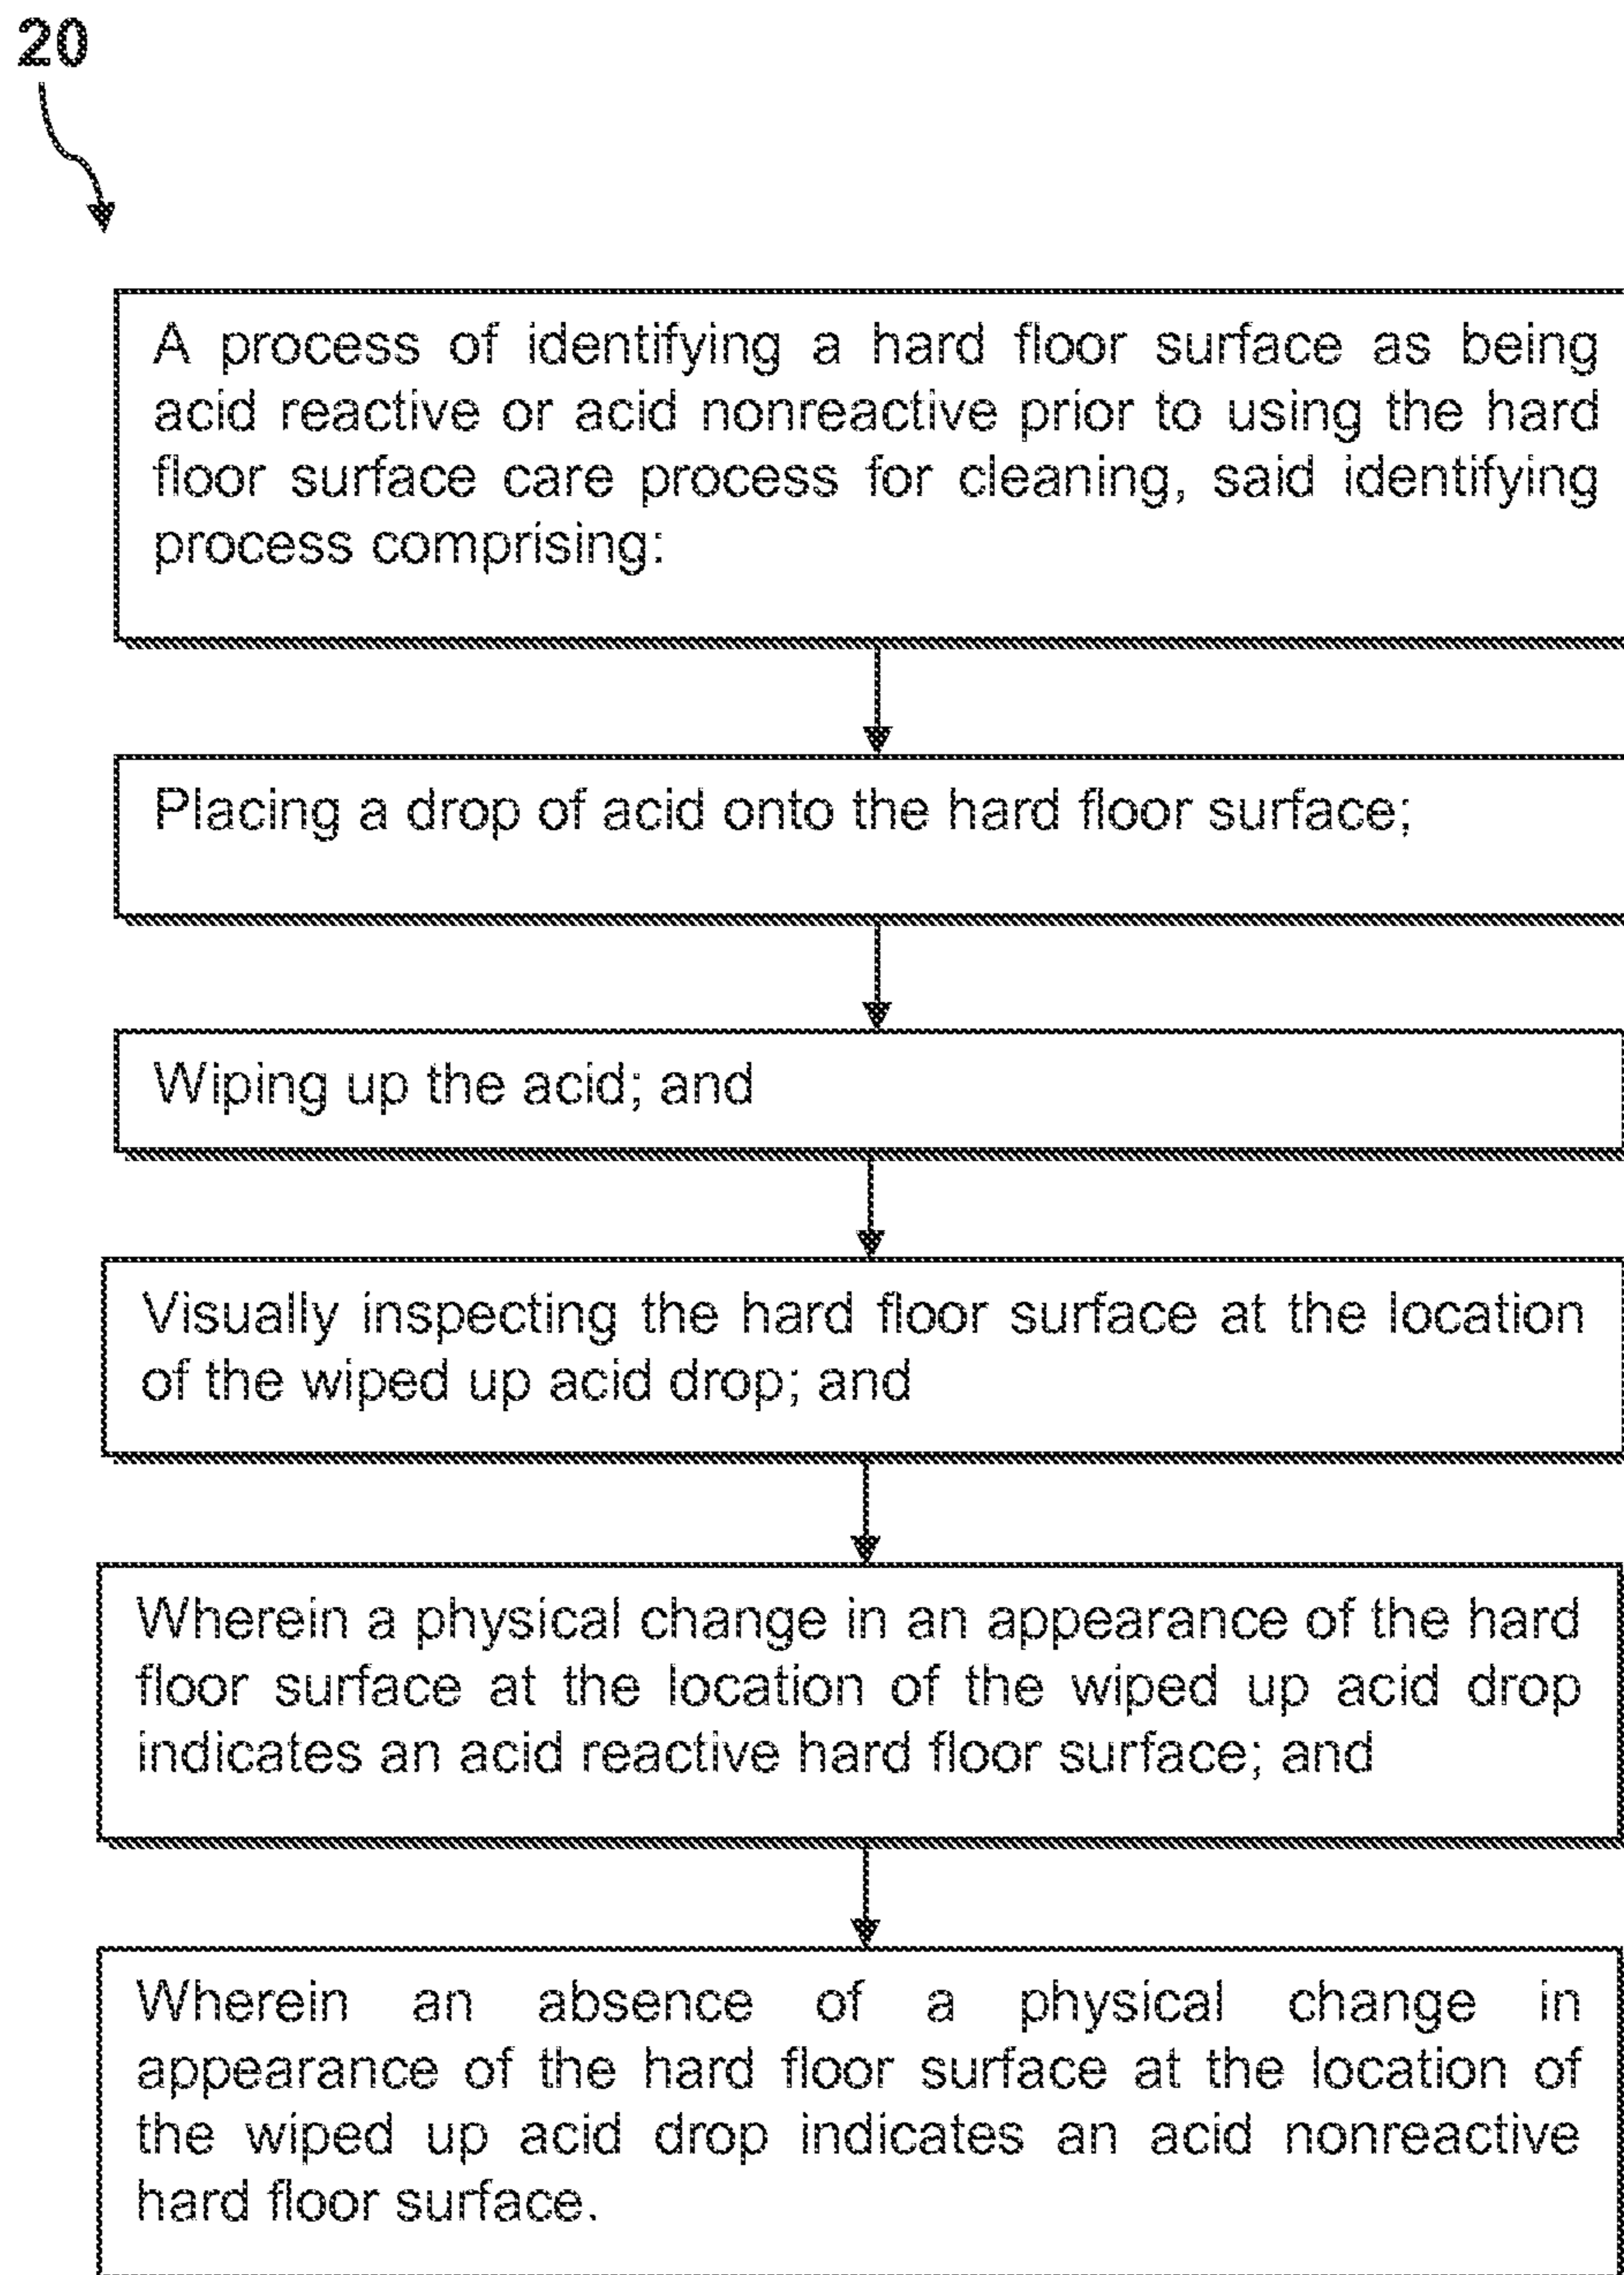 20
A process of identifying a hard floor surface as being
acid reactive or acid nonreactive prior to using the hard
floor surface care process for cleaning, said identifying
process comprising:
Placing a drop of acid onto the hard floor surface;
Wiping up the acid; and
Visually inspecting the hard floor surface at the location
of the wiped up acid drop; and
Wherein a physical change in an appearance of the hard
floor surface at the location of the wiped up acid drop
indicates an acid reactive hard floor surface; and
Wherein an absence of a physical change in
appearance of the hard floor surface at the location of
the wiped up acid drop indicates an acid nonreactive
hard floor surface.